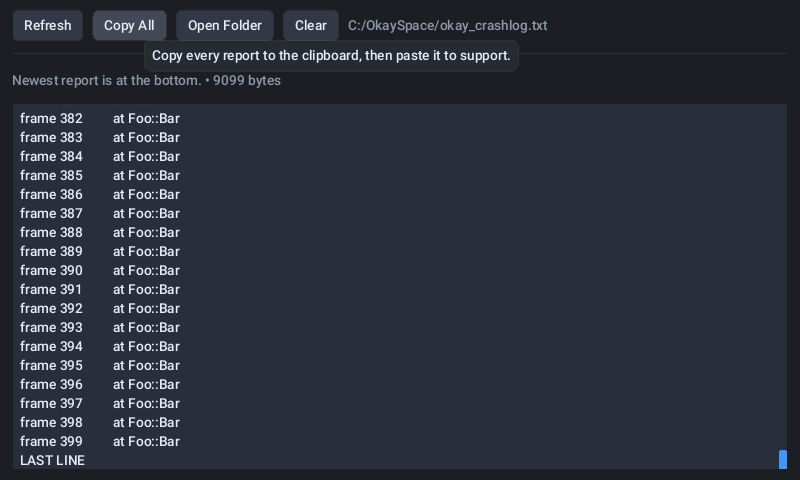 Refresh Copy All Open Folder Clear C:/OkaySpace/okay_crashlog.txt
Copy every report to the clipboard, then paste it to support.
Newest report is at the bottom. • 9099 bytes
frame 382 at Foo::Bar
frame 383 at Foo::Bar
frame 384 at Foo::Bar
frame 385 at Foo::Bar
frame 386 at Foo::Bar
frame 387 at Foo::Bar
frame 388 at Foo::Bar
frame 389 at Foo::Bar
frame 390 at Foo::Bar
frame 391 at Foo::Bar
frame 392 at Foo::Bar
frame 393 at Foo::Bar
frame 394 at Foo::Bar
frame 395 at Foo::Bar
frame 396 at Foo::Bar
frame 397 at Foo::Bar
frame 398 at Foo::Bar
frame 399 at Foo::Bar
LAST LINE